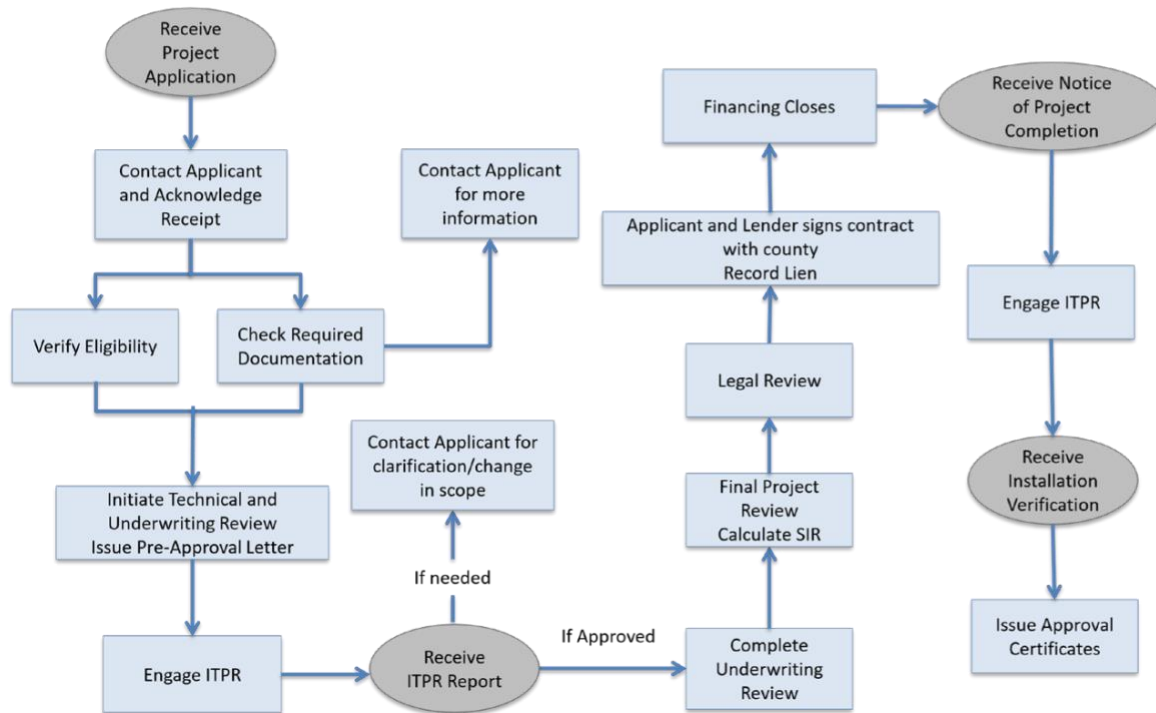 Receive
Project
Application
Contact Applicant
and Acknowledge
Receipt
Verify Eligibility
Check Required
Documentation
Contact Applicant
for more
information
Initiate Technical and
Underwriting Review
Issue Pre-Approval Letter
Engage ITPR
Receive
ITPR Report
If needed
Contact Applicant for
clarification/change
in scope
If Approved
Complete
Underwriting
Review
Final Project
Review
Calculate SIR
Legal Review
Applicant and Lender signs contract
with county
Record Lien
Financing Closes
Receive Notice
of Project
Completion
Engage ITPR
Receive
Installation
Verification
Issue Approval
Certificates